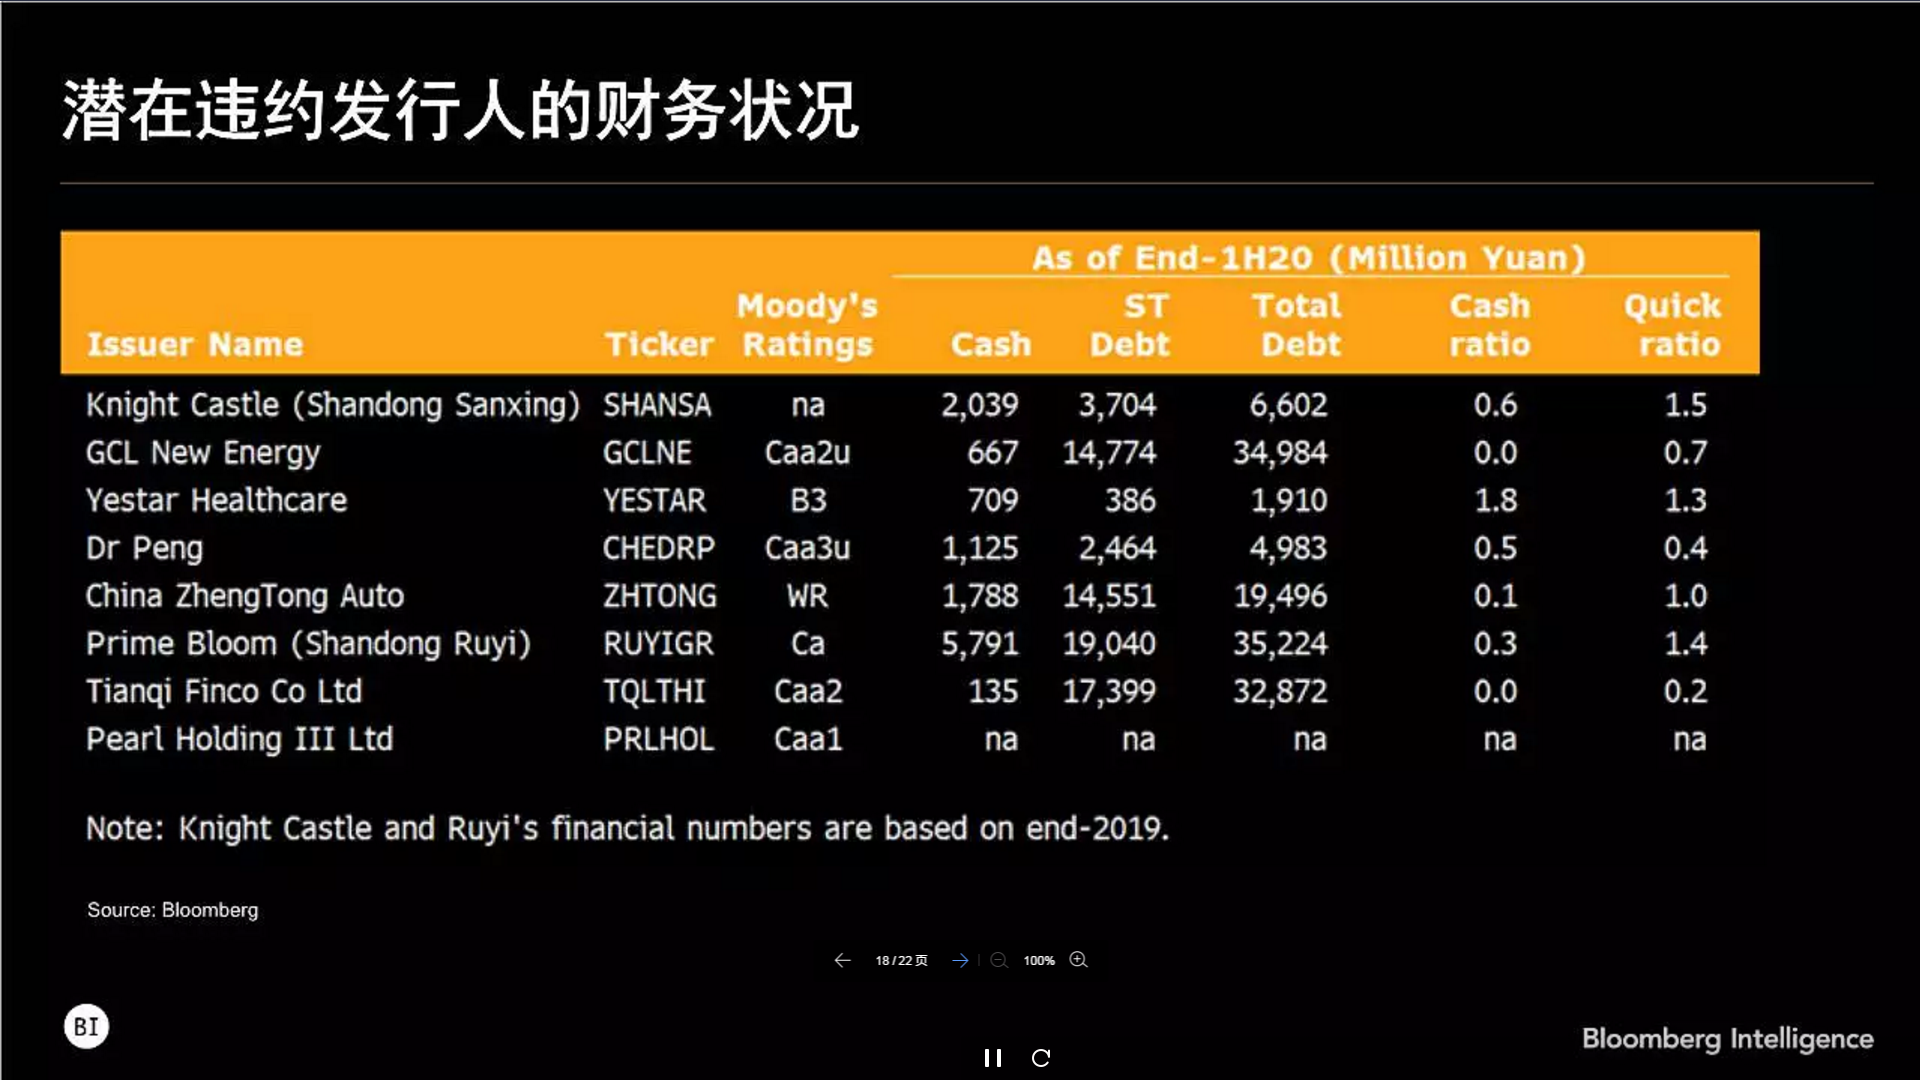 潜在违约发行人的财务状况
As of End-1H20 (Million Yuan)
Moody's ST Total Cash Quick
Issuer Name Ticker Ratings Cash Debt Debt ratio ratio
Knight Castle (Shandong Sanxing) SHANSA na 2,039 3,704 6,602 0.6 1.5
GCL New Energy GCLNE Caa2u 667 14,774 34,984 0.0 0.7
Yestar Healthcare YESTAR B3 709 386 1,910 1.8 1.3
Dr Peng CHEDRP Caa3u 1,125 2,464 4,983 0.5 0.4
China ZhengTong Auto ZHTONG WR 1,788 14,551 19,496 0.1 1.0
Prime Bloom (Shandong Ruyi) RUYIGR Ca 5,791 19,040 35,224 0.3 1.4
Tianqi Finco Co Ltd TQLTHI Caa2 135 17,399 32,872 0.0 0.2
Pearl Holding III Ltd PRLHOL Caa1 na na na na na
Note: Knight Castle and Ruyi's financial numbers are based on end-2019.
Source: Bloomberg
18/22页 100%
BI
Bloomberg Intelligence